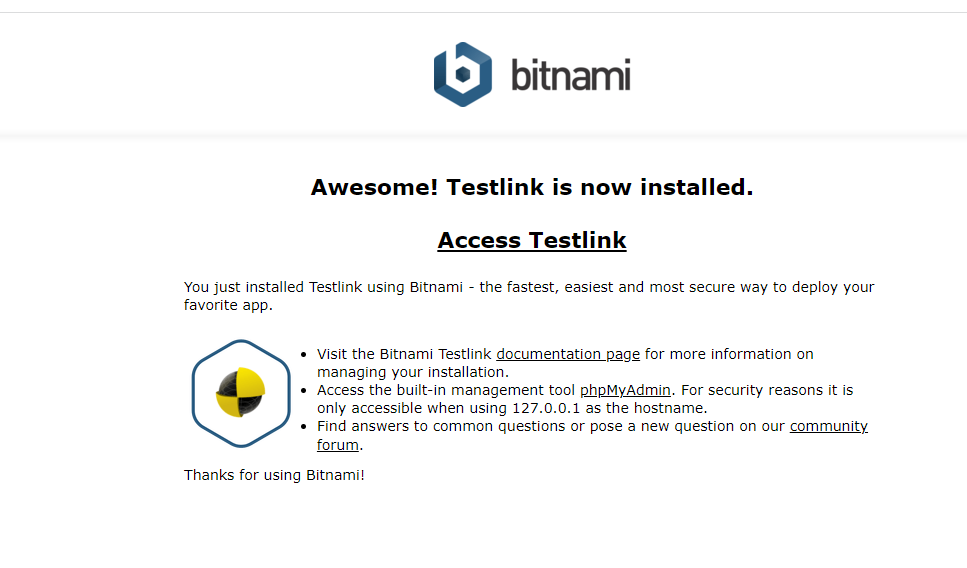 bitnami
Awesome! Testlink is now installed.
Access Testlink
You just installed Testlink using Bitnami - the fastest, easiest and most secure way to deploy your
favorite app.
• Visit the Bitnami Testlink documentation page for more information on
managing your installation.
• Access the built-in management tool phpMyAdmin. For security reasons it is
only accessible when using 127.0.0.1 as the hostname.
• Find answers to common questions or pose a new question on our community
forum.
Thanks for using Bitnami!